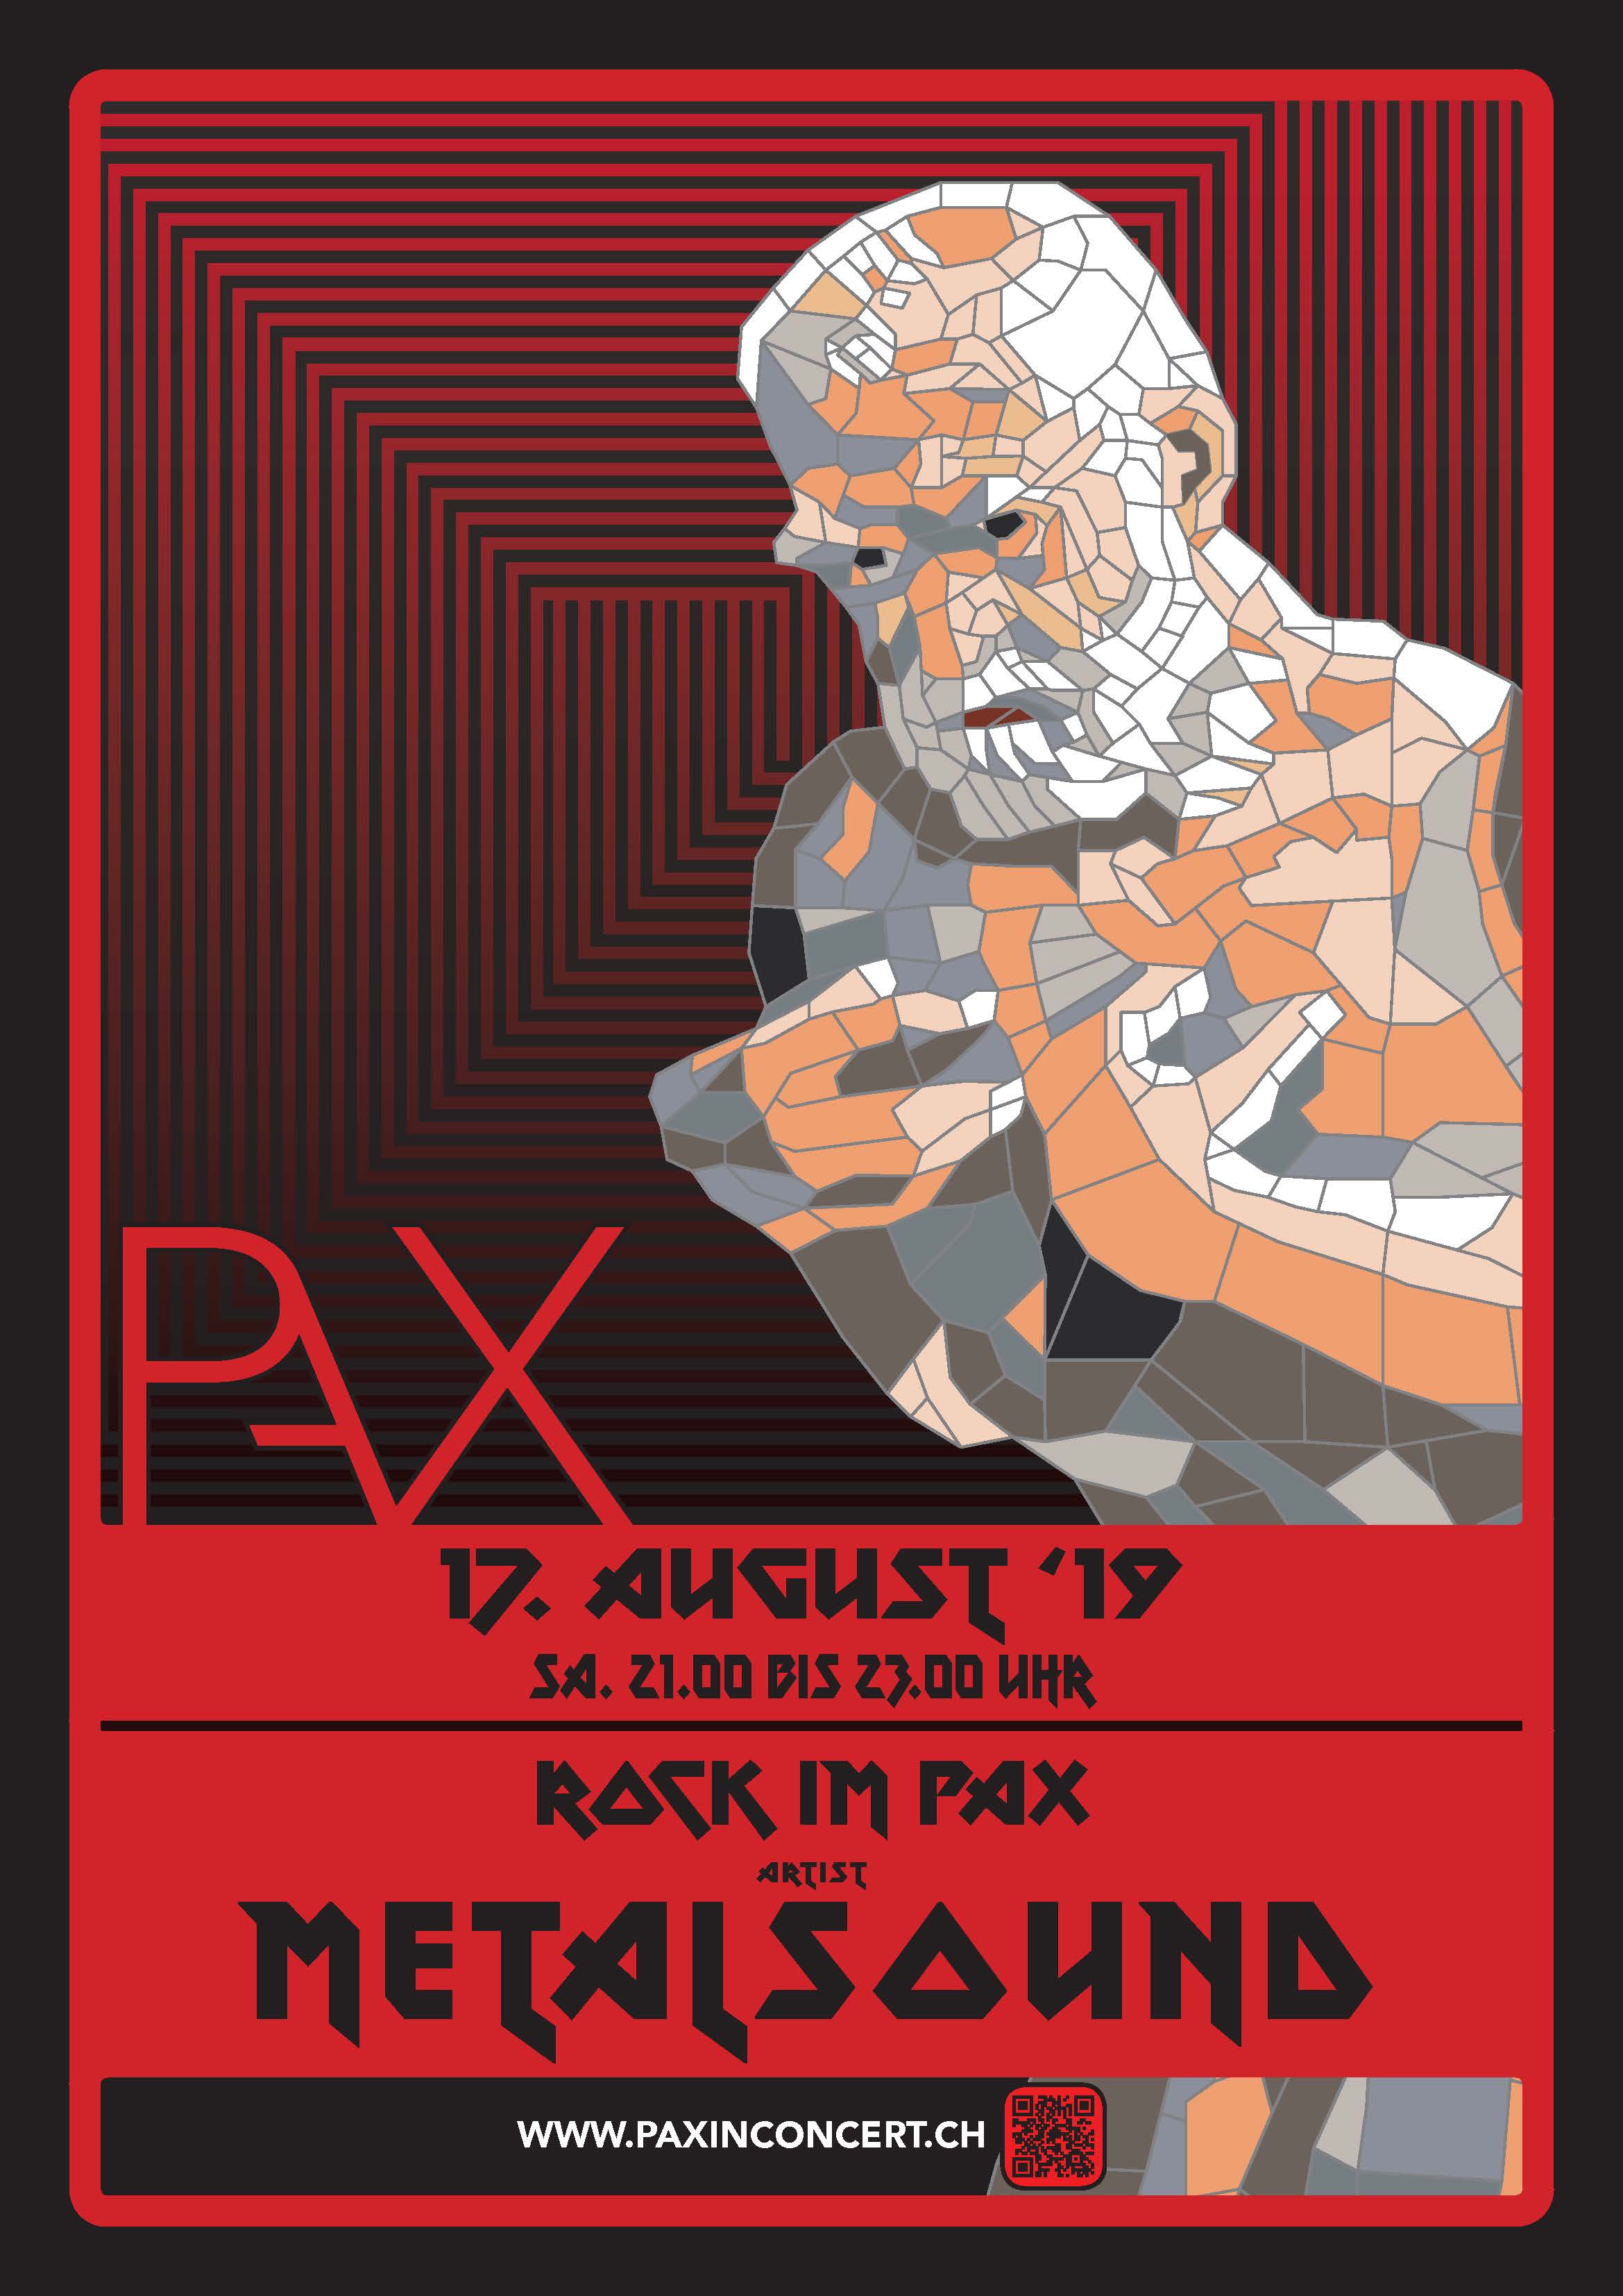 PAX
17. AUGUST '19
SA. 21.00 BIS 23.00 UHR
ROCK IM PAX
ARTIST
METALSOUND
WWW.PAXINCONCERT.CH